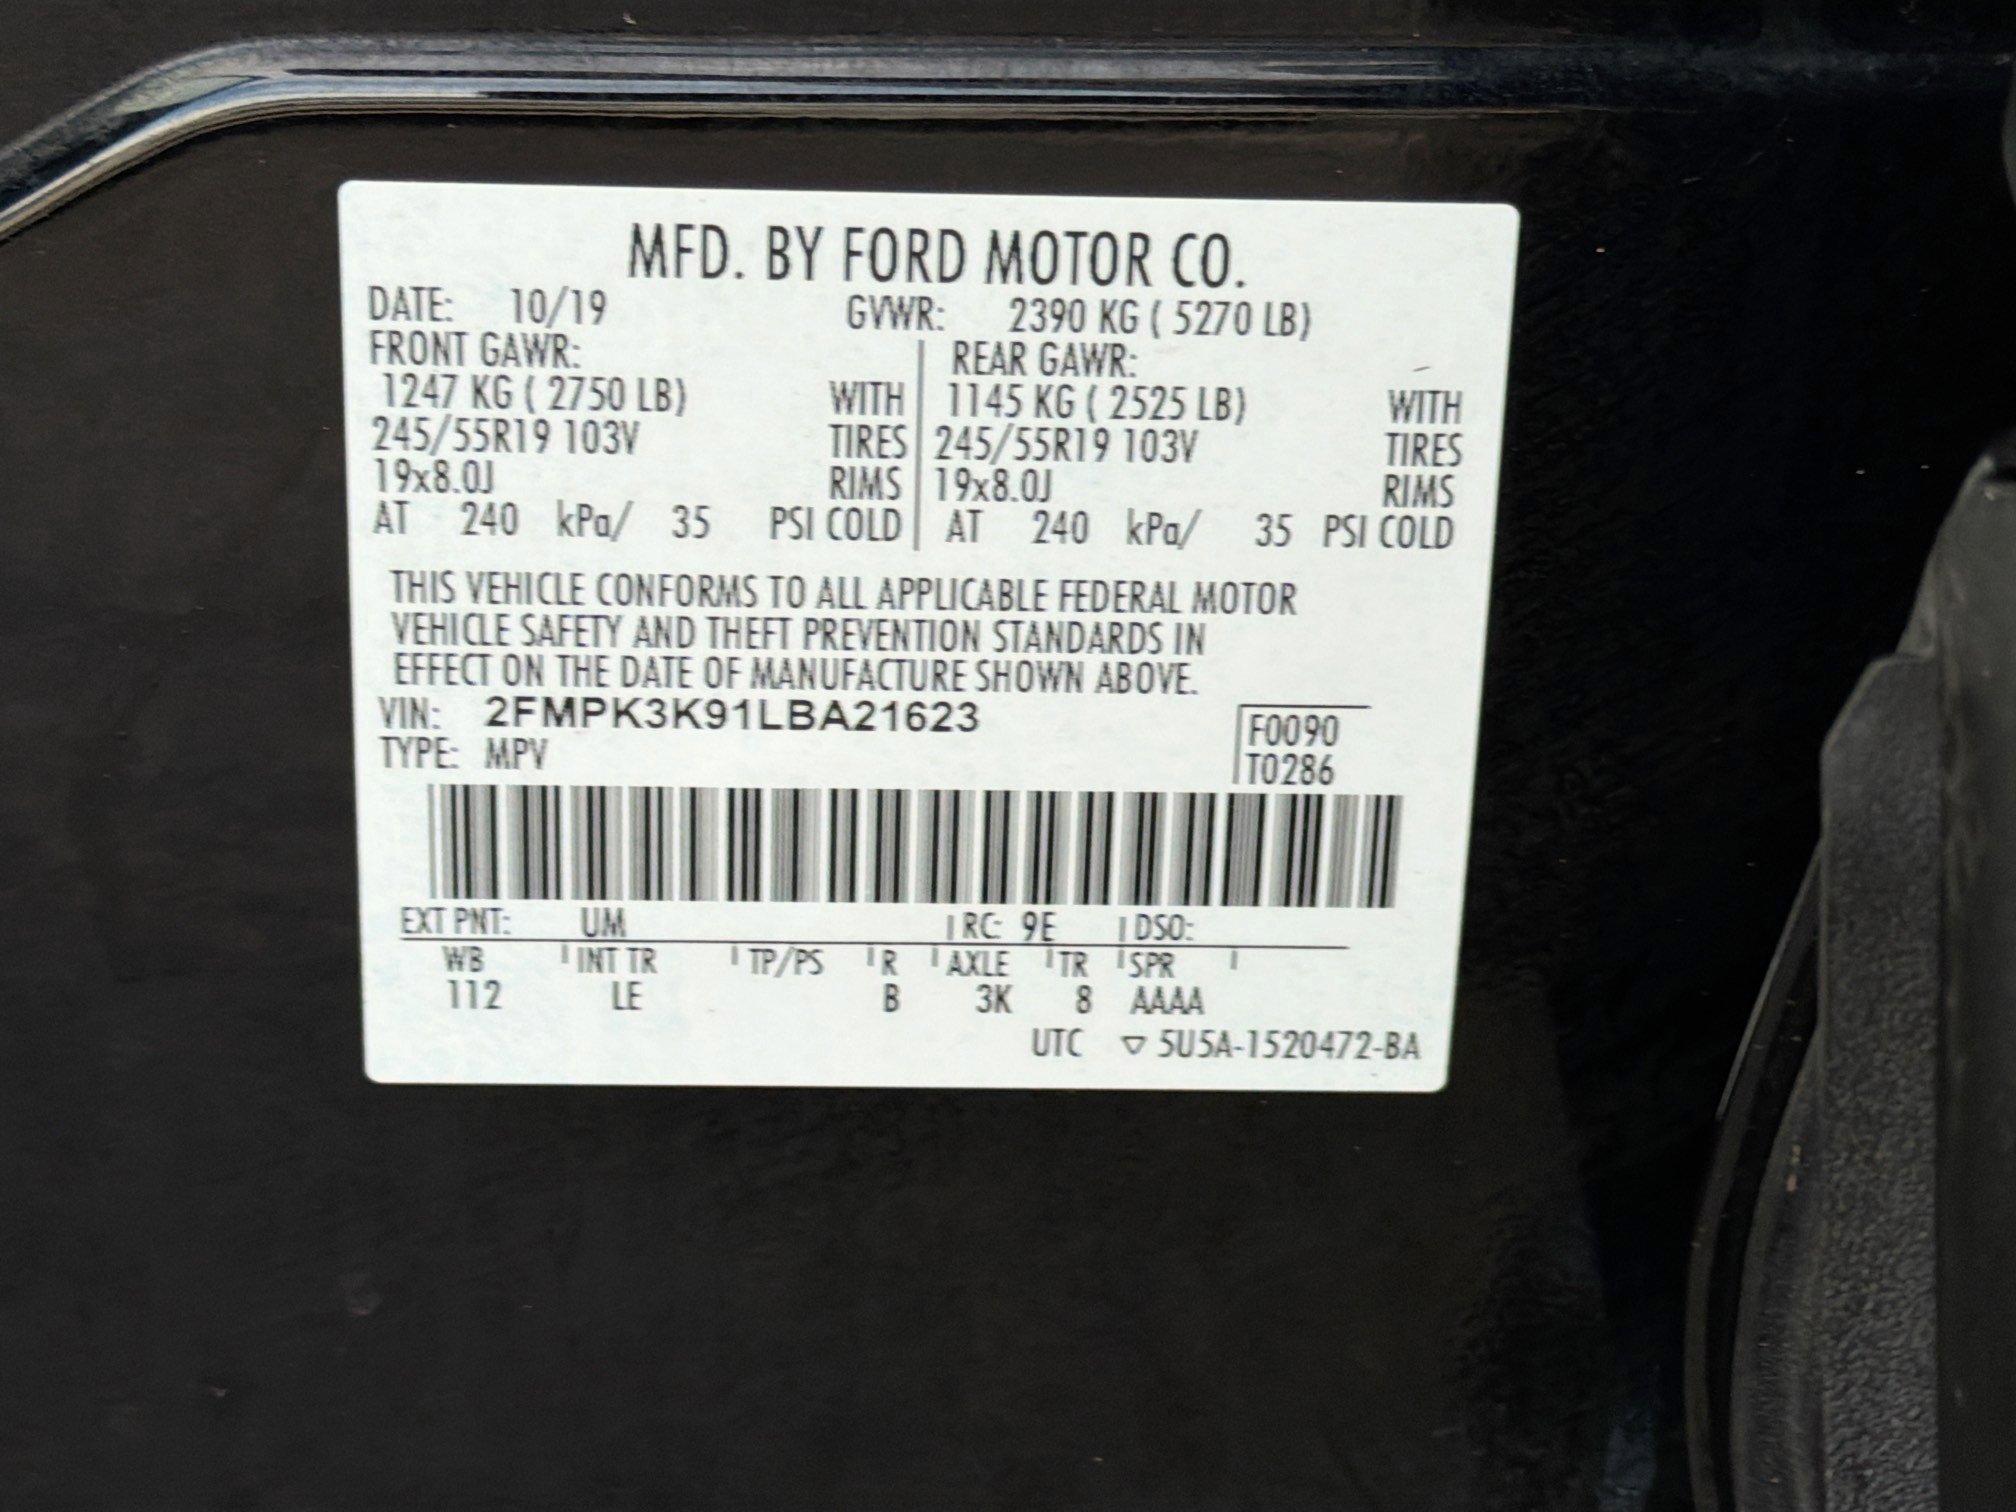 MFD. BY FORD MOTOR CO.
DATE: 10/19 GVWR: 2390 KG ( 5270 LB)
FRONT GAWR: REAR GAWR:
1247 KG ( 2750 LB) WITH 1145 KG ( 2525 LB) WITH
245/55R19 103V TIRES 245/55R19 103V TIRES
19x8.0J RIMS 19x8.0J RIMS
AT 240 kPa/ 35 PSI COLD AT 240 kPa/ 35 PSI COLD
THIS VEHICLE CONFORMS TO ALL APPLICABLE FEDERAL MOTOR
VEHICLE SAFETY AND THEFT PREVENTION STANDARDS IN
EFFECT ON THE DATE OF MANUFACTURE SHOWN ABOVE.
VIN: 2FMPK3K91LBA21623 F0090
TYPE: MPV T0286
EXT PNT: UM RC: 9E DSO:
WB INT TR TP/PS R AXLE TR SPR
112 LE B 3K 8 AAAA
UTC ▽ 5U5A-1520472-BA